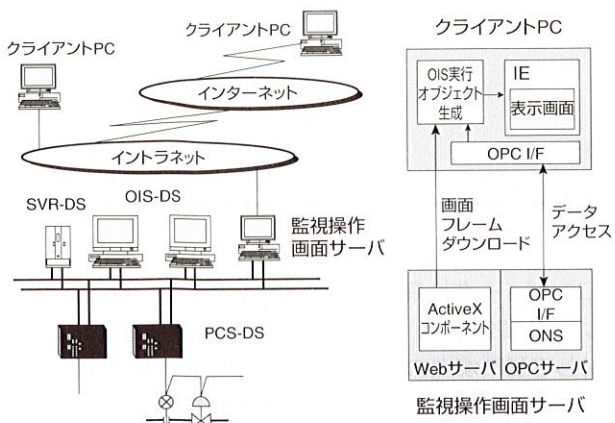 クライアントPC
クライアントPC
インターネット
イントラネット
SVR-DS
OIS-DS
監視操作
画面サーバ
PCS-DS
クライアントPC
OIS実行
オブジェクト
生成
IE
表示画面
OPC I/F
画面
フレーム
ダウンロード
データ
アクセス
ActiveX
コンポーネント
OPC
I/F
ONS
Webサーバ
OPCサーバ
監視操作画面サーバ